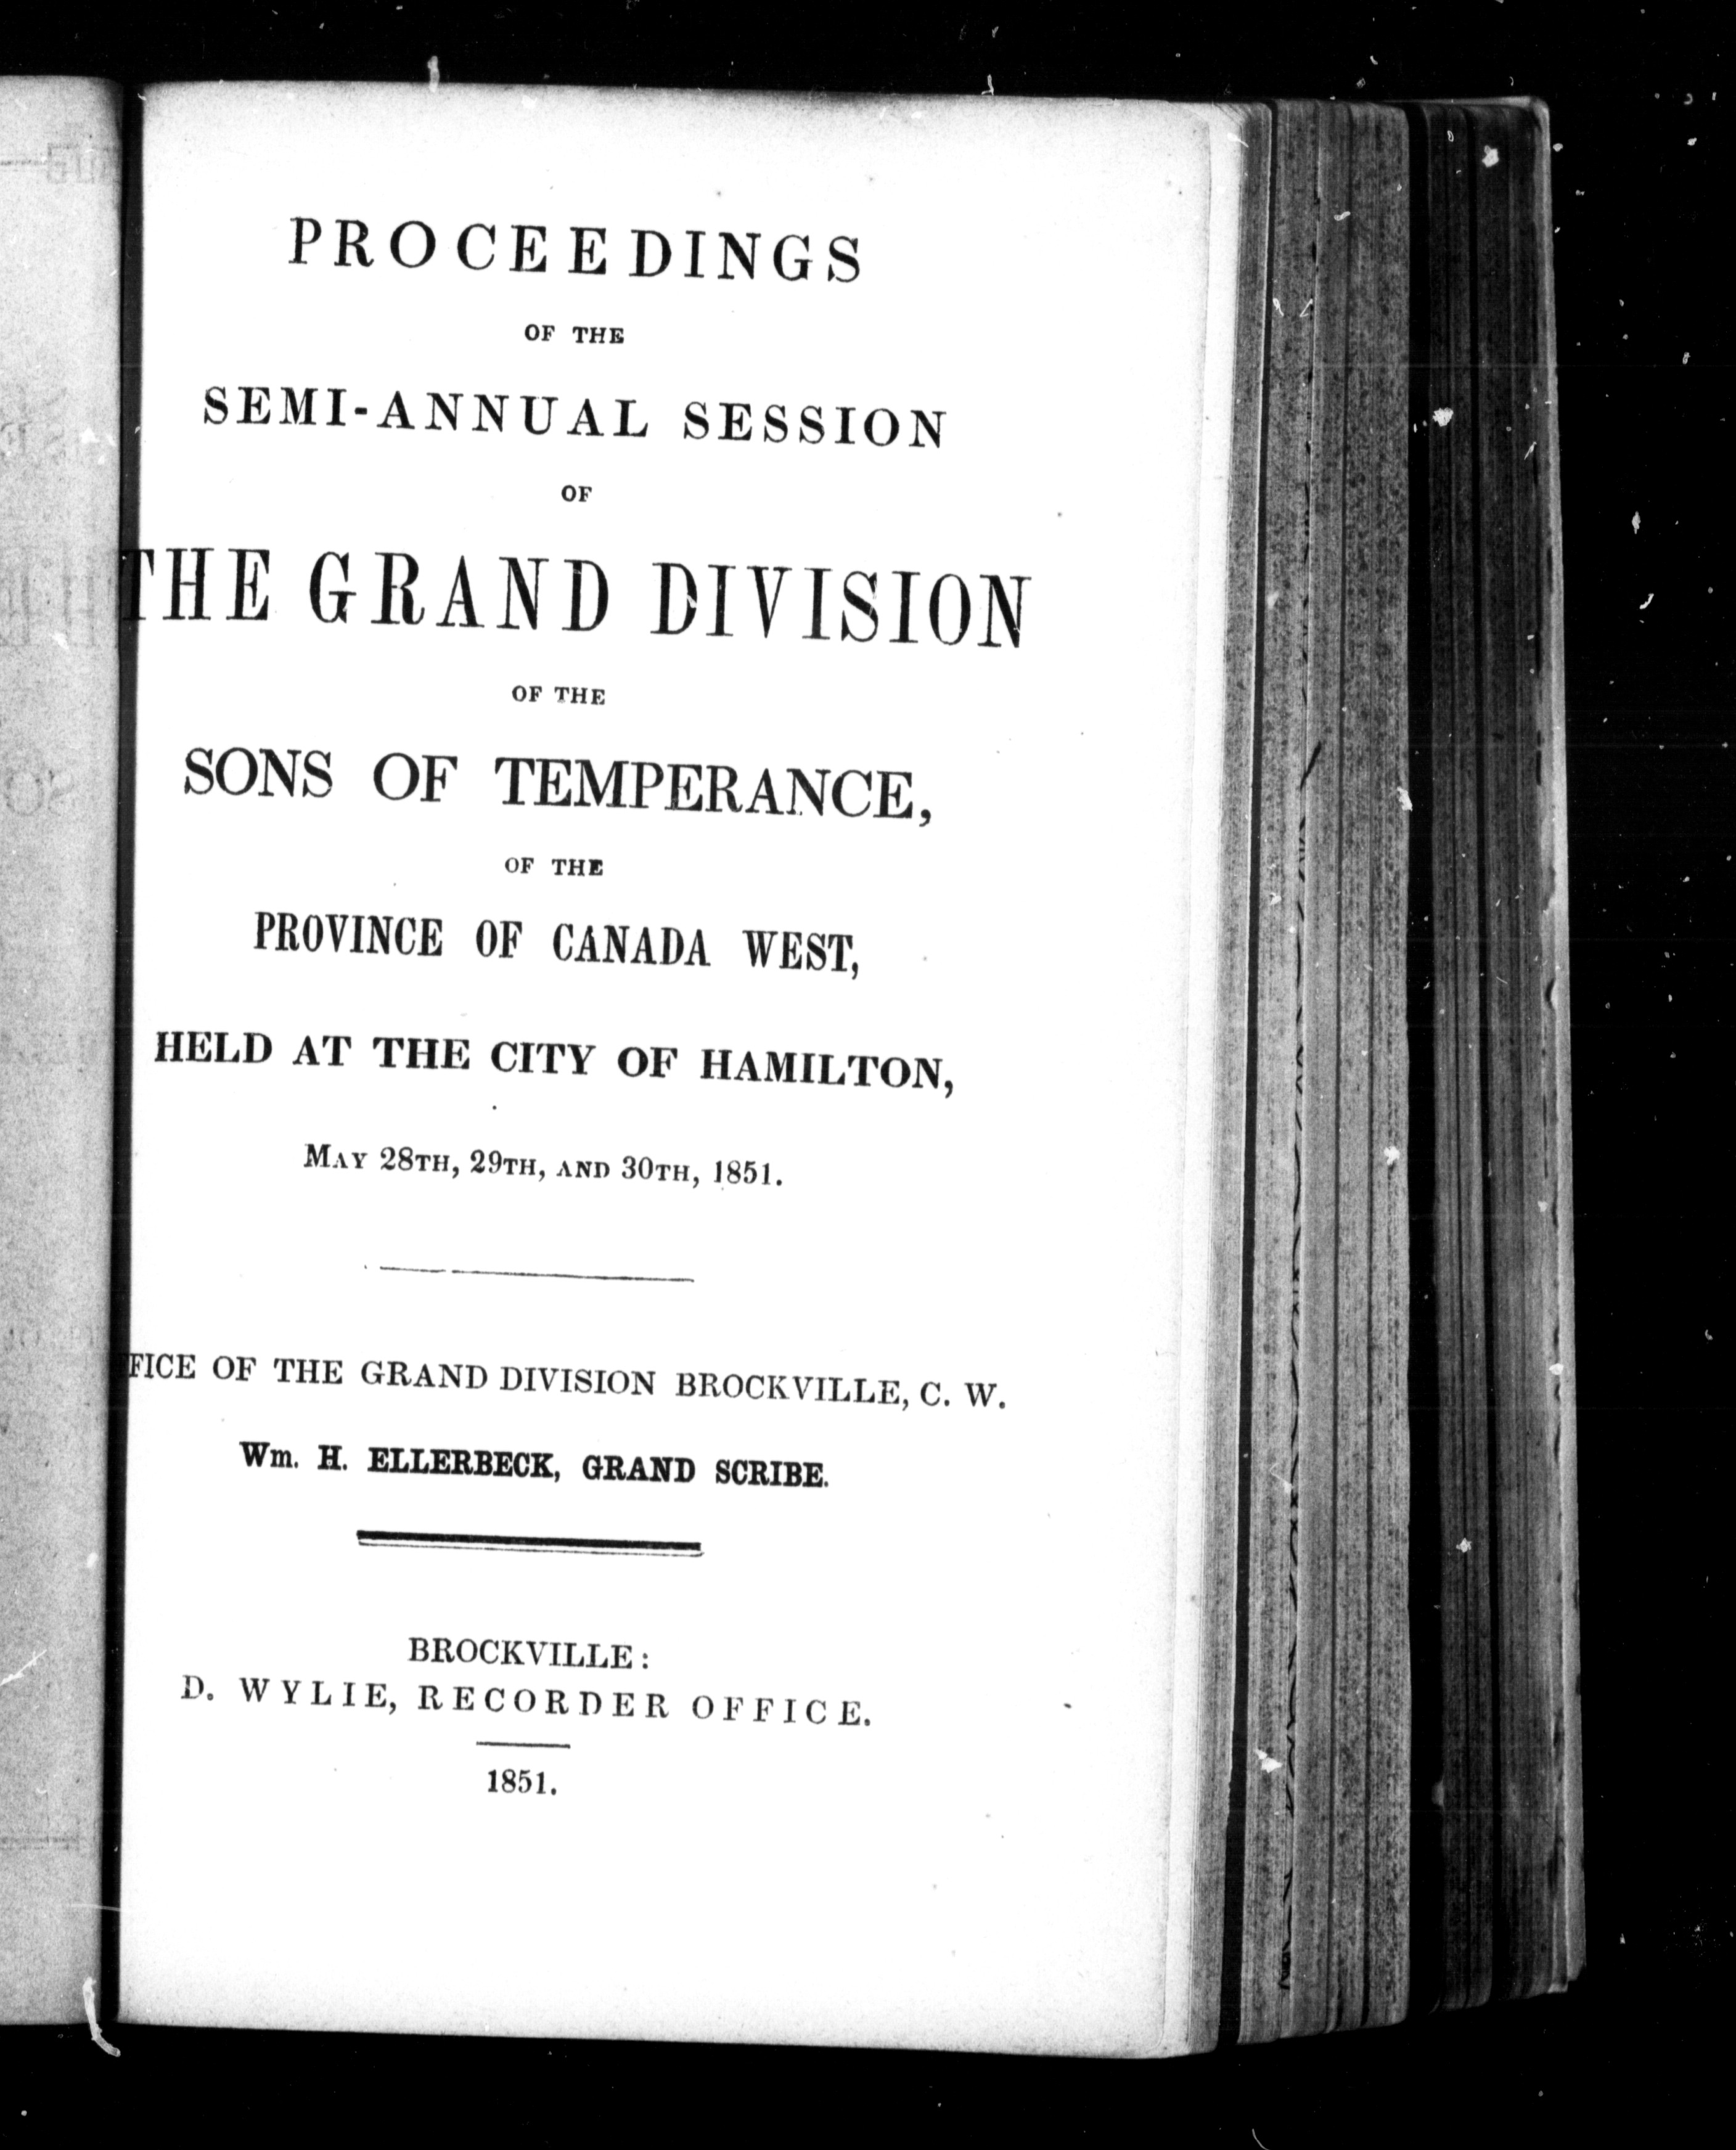 PROCEEDINGS
OF THE
SEMI-ANNUAL SESSION
OF
THE GRAND DIVISION
OF THE
SONS OF TEMPERANCE,
OF THE
PROVINCE OF CANADA WEST,
HELD AT THE CITY OF HAMILTON,
MAY 28TH, 29TH, AND 30TH, 1851.
FICE OF THE GRAND DIVISION BROCKVILLE, C. W.
Wm. H. ELLERBECK, GRAND SCRIBE.
BROCKVILLE:
D. WYLIE, RECORDER OFFICE.
1851.